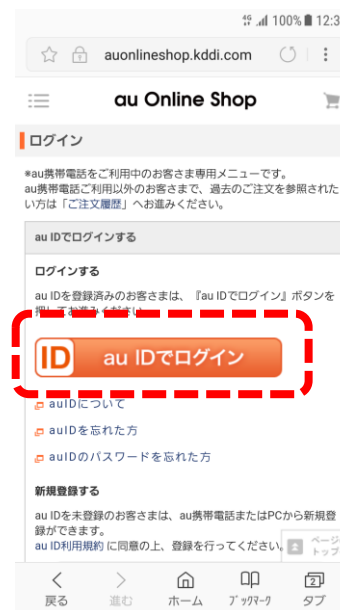 4G 100% 12:3
auonlineshop.kddi.com
au Online Shop
ログイン
※au携帯電話をご利用中のお客さま専用メニューです。
au携帯電話ご利用以外のお客さまで、過去のご注文を参照された
い方は「ご注文履歴」へお進みください。
au IDでログインする
ログインする
au IDを登録済みのお客さまは、『au IDでログイン』ボタンを
押してお進みください
ID au IDでログイン
auIDについて
auIDを忘れた方
auIDのパスワードを忘れた方
新規登録する
au IDを未登録のお客さまは、au携帯電話またはPCから新規登
録ができます。
au ID利用規約 に同意の上、登録を行ってください。
ページ
トップ
戻る 進む ホーム ブックマーク 2 タブ